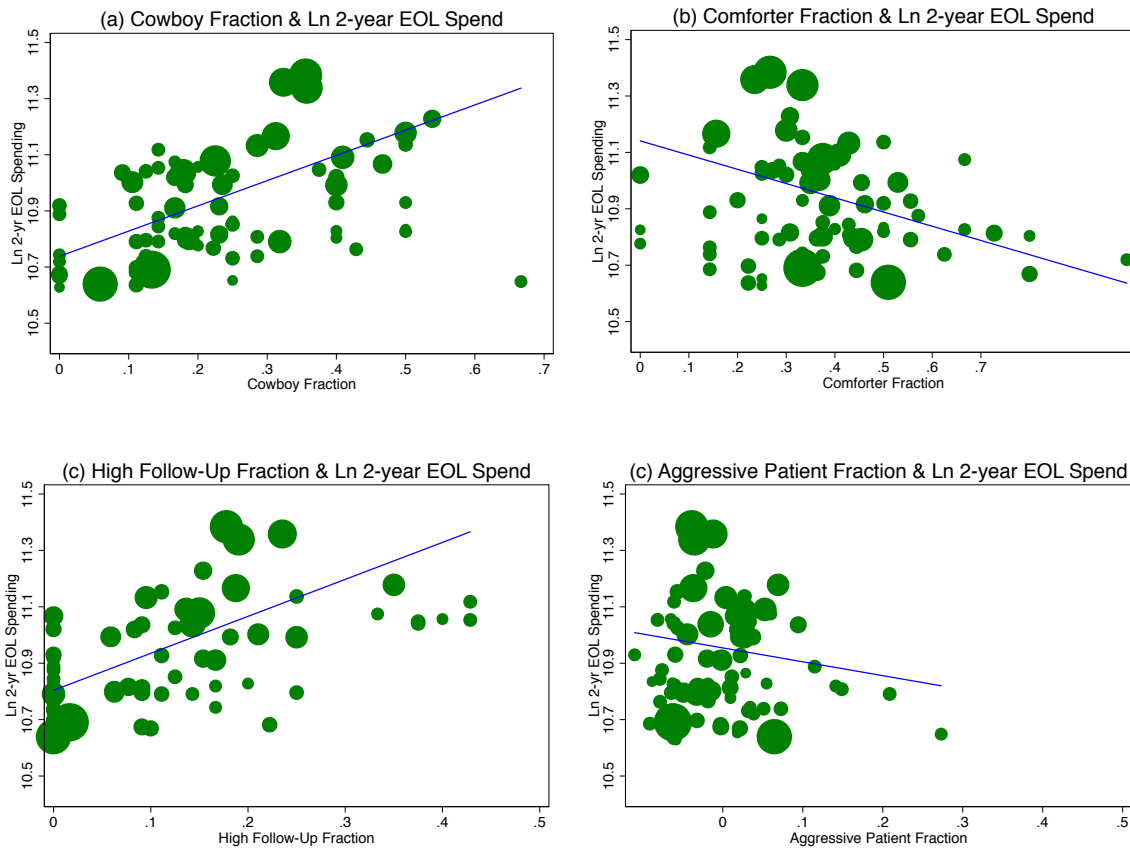 (a) Cowboy Fraction & Ln 2-year EOL Spend
Ln 2-yr EOL Spending
11.5
11.3
11.1
10.9
10.7
10.5
0 .1 .2 .3 .4 .5 .6 .7
Cowboy Fraction
(b) Comforter Fraction & Ln 2-year EOL Spend
Ln 2-yr EOL Spending
11.5
11.3
11.1
10.9
10.7
10.5
0 .1 .2 .3 .4 .5 .6 .7
Comforter Fraction
(c) High Follow-Up Fraction & Ln 2-year EOL Spend
Ln 2-yr EOL Spending
11.5
11.3
11.1
10.9
10.7
10.5
0 .1 .2 .3 .4 .5
High Follow-Up Fraction
(c) Aggressive Patient Fraction & Ln 2-year EOL Spend
Ln 2-yr EOL Spending
11.5
11.3
11.1
10.9
10.7
10.5
0 .1 .2 .3 .4 .5
Aggressive Patient Fraction